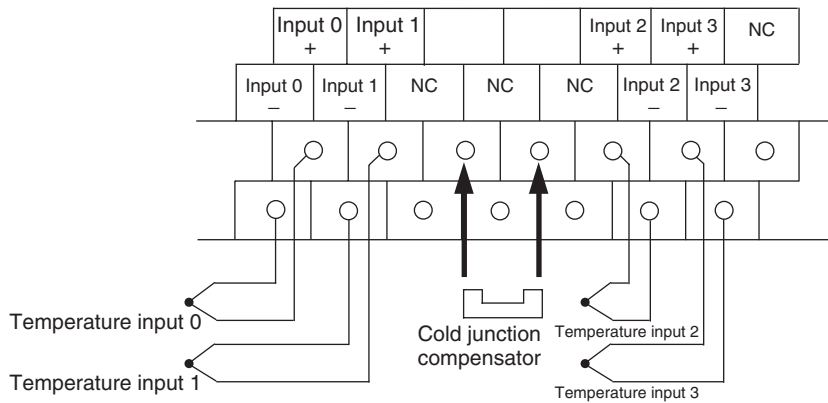 Input 0 Input 1 Input 2 Input 3 NC
+ + + +
Input 0 Input 1 NC NC NC Input 2 Input 3
– – – –
Temperature input 0
Cold junction
compensator
Temperature input 2
Temperature input 1
Temperature input 3